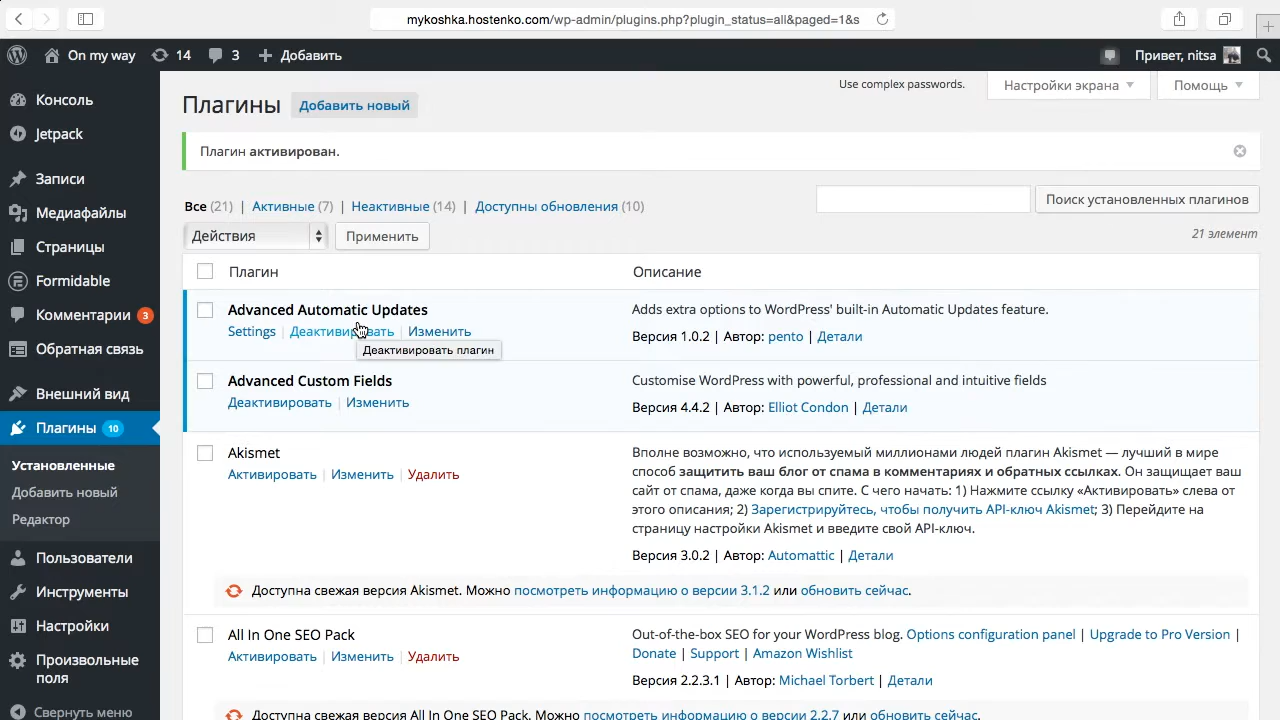 mykoshka.hostenko.com/wp-admin/plugins.php?plugin_status=all&paged=1&s
On my way 14 3 Добавить Привет, nitsa
Use complex passwords. Настройки экрана Помощь
Консоль
Jetpack
Записи
Медиафайлы
Страницы
Formidable
Комментарии 3
Обратная связь
Внешний вид
Плагины 10
Установленные
Добавить новый
Редактор
Пользователи
Инструменты
Настройки
Произвольные
поля
Свернуть меню
Плагины Добавить новый
Плагин активирован.
Все (21) | Активные (7) | Неактивные (14) | Доступны обновления (10)
Поиск установленных плагинов
Действия Применить
21 элемент
Плагин Описание
Advanced Automatic Updates
Settings | Деактивировать | Изменить
Деактивировать плагин
Adds extra options to WordPress' built-in Automatic Updates feature.
Версия 1.0.2 | Автор: pento | Детали
Advanced Custom Fields
Деактивировать | Изменить
Customise WordPress with powerful, professional and intuitive fields
Версия 4.4.2 | Автор: Elliot Condon | Детали
Akismet
Активировать | Изменить | Удалить
Вполне возможно, что используемый миллионами людей плагин Akismet — лучший в мире
способ защитить ваш блог от спама в комментариях и обратных ссылках. Он защищает ваш
сайт от спама, даже когда вы спите. С чего начать: 1) Нажмите ссылку «Активировать» слева от
этого описания; 2) Зарегистрируйтесь, чтобы получить API-ключ Akismet; 3) Перейдите на
страницу настройки Akismet и введите свой API-ключ.
Версия 3.0.2 | Автор: Automattic | Детали
Доступна свежая версия Akismet. Можно посмотреть информацию о версии 3.1.2 или обновить сейчас.
All In One SEO Pack
Активировать | Изменить | Удалить
Out-of-the-box SEO for your WordPress blog. Options configuration panel | Upgrade to Pro Version |
Donate | Support | Amazon Wishlist
Версия 2.2.3.1 | Автор: Michael Torbert | Детали
Доступна свежая версия All In One SEO Pack. Можно посмотреть информацию о версии 2.2.7 или обновить сейчас.